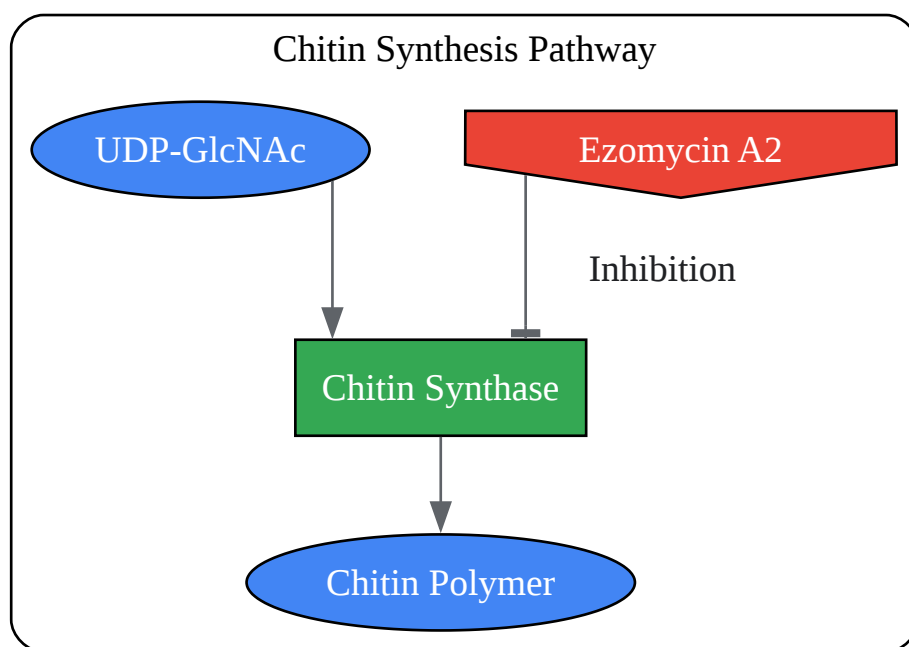 Chitin Synthesis Pathway
UDP-GlcNAc
Ezomycin A2
Inhibition
Chitin Synthase
Chitin Polymer